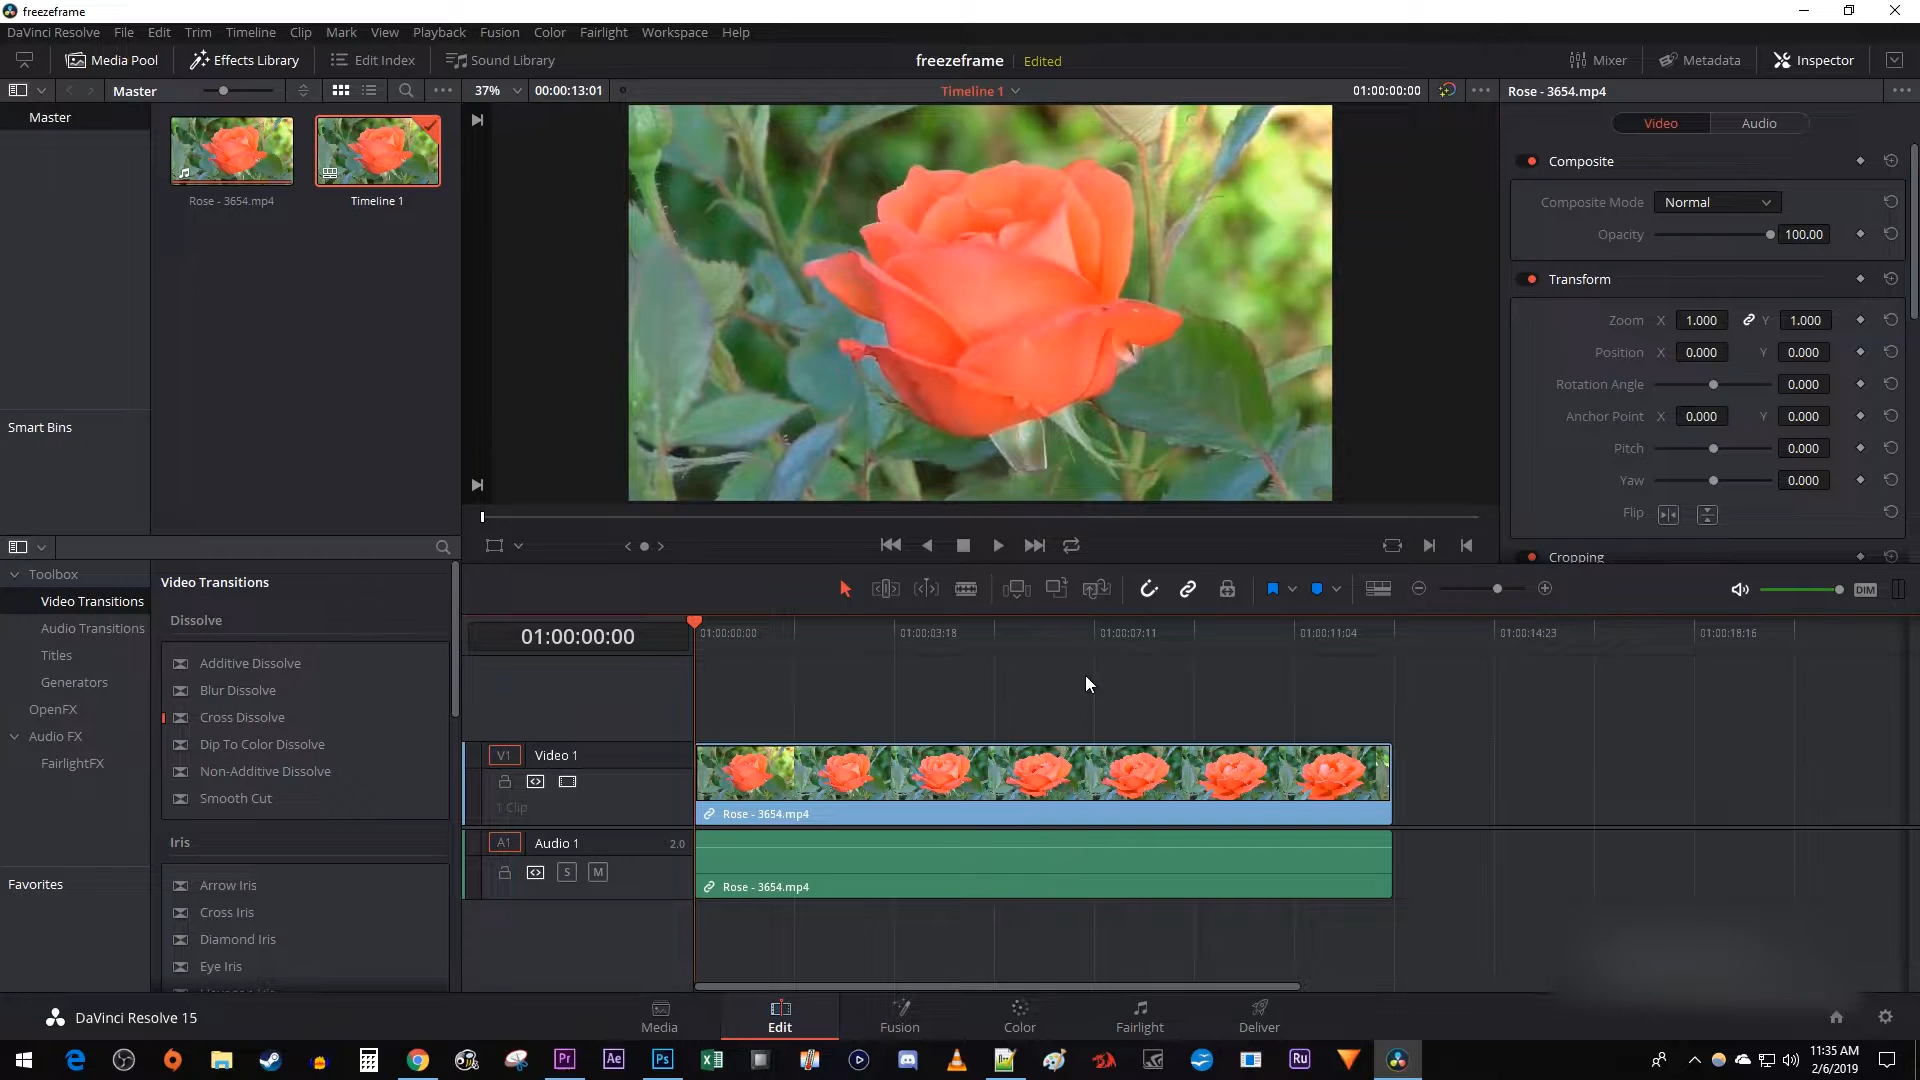 freezeframe
DaVinci Resolve File Edit Trim Timeline Clip Mark View Playback Fusion Color Fairlight Workspace Help
Media Pool Effects Library Edit Index Sound Library freezeframe Edited Mixer Metadata Inspector
Master 37% 00:00:13:01 Timeline 1 01:00:00:00 Rose - 3654.mp4
Master
Rose - 3654.mp4 Timeline 1
Smart Bins
Video Audio
Composite
Composite Mode Normal
Opacity 100.00
Transform
Zoom X 1.000 Y 1.000
Position X 0.000 Y 0.000
Rotation Angle 0.000
Anchor Point X 0.000 Y 0.000
Pitch 0.000
Yaw 0.000
Flip
Cropping
Toolbox
Video Transitions
Audio Transitions
Titles
Generators
OpenFX
Audio FX
FairlightFX
Favorites
Video Transitions
Dissolve
Additive Dissolve
Blur Dissolve
Cross Dissolve
Dip To Color Dissolve
Non-Additive Dissolve
Smooth Cut
Iris
Arrow Iris
Cross Iris
Diamond Iris
Eye Iris
DIM
01:00:00:00 01:00:00:00 01:00:03:18 01:00:07:11 01:00:11:04 01:00:14:23 01:00:18:16
V1 Video 1
1 Clip
Rose - 3654.mp4
A1 Audio 1 2.0
S M
Rose - 3654.mp4
DaVinci Resolve 15
Media Edit Fusion Color Fairlight Deliver
Pr Ae Ps Ru
11:35 AM
2/6/2019